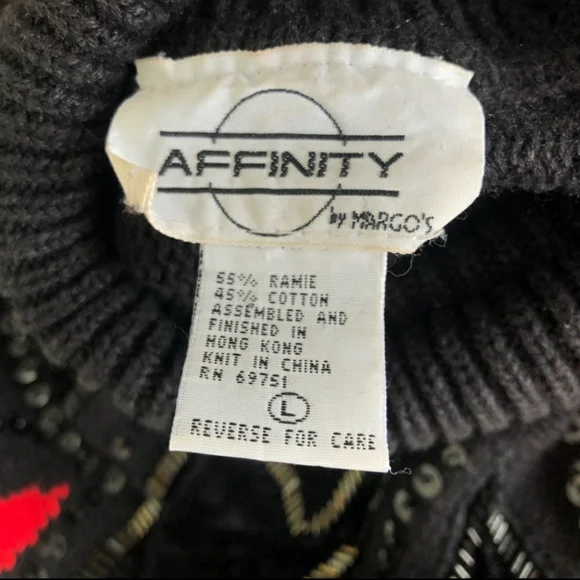 AFFINITY
by MARGO'S
55% RAMIE
45% COTTON
ASSEMBLED AND
FINISHED IN
HONG KONG
KNIT IN CHINA
RN 69751
L
REVERSE FOR CARE